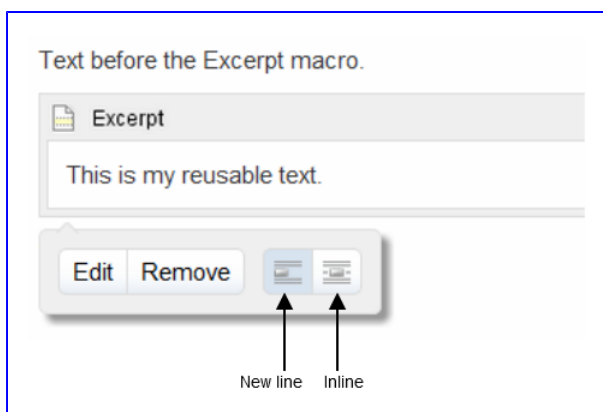 Text before the Excerpt macro.
Excerpt
This is my reusable text.
Edit Remove
New line Inline